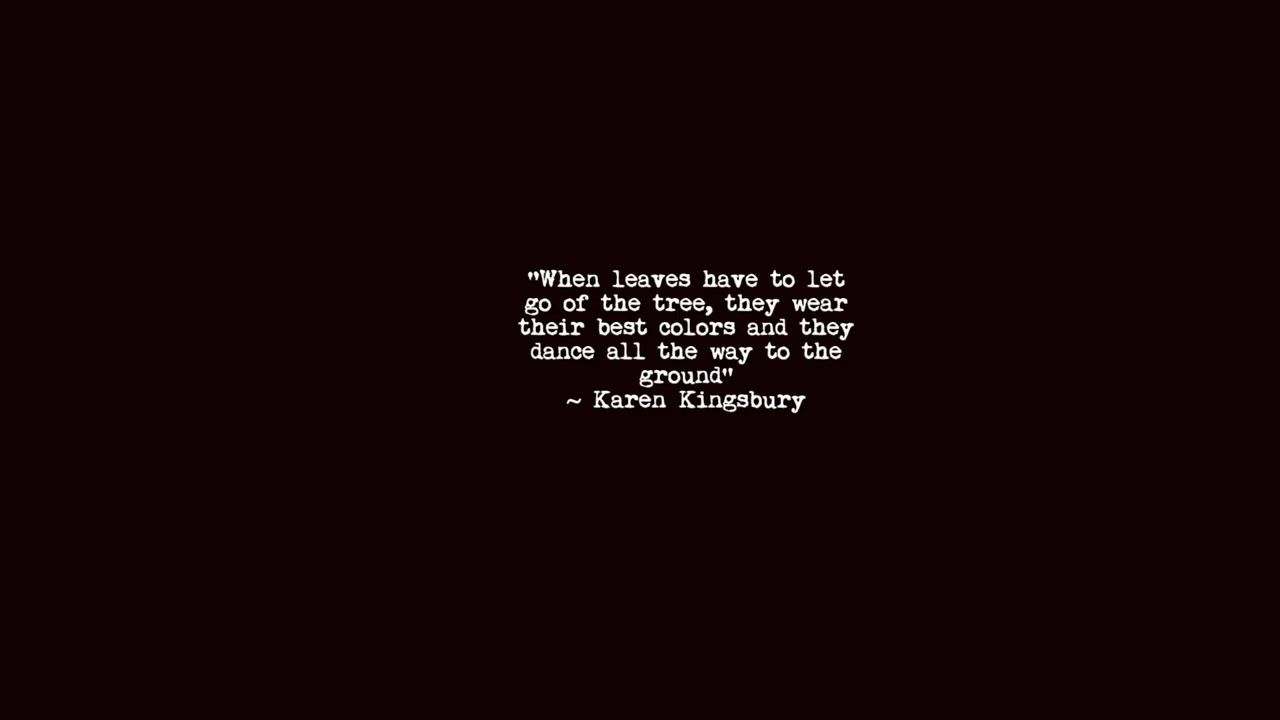 "When leaves have to let
go of the tree, they wear
their best colors and they
dance all the way to the
ground"
~ Karen Kingsbury